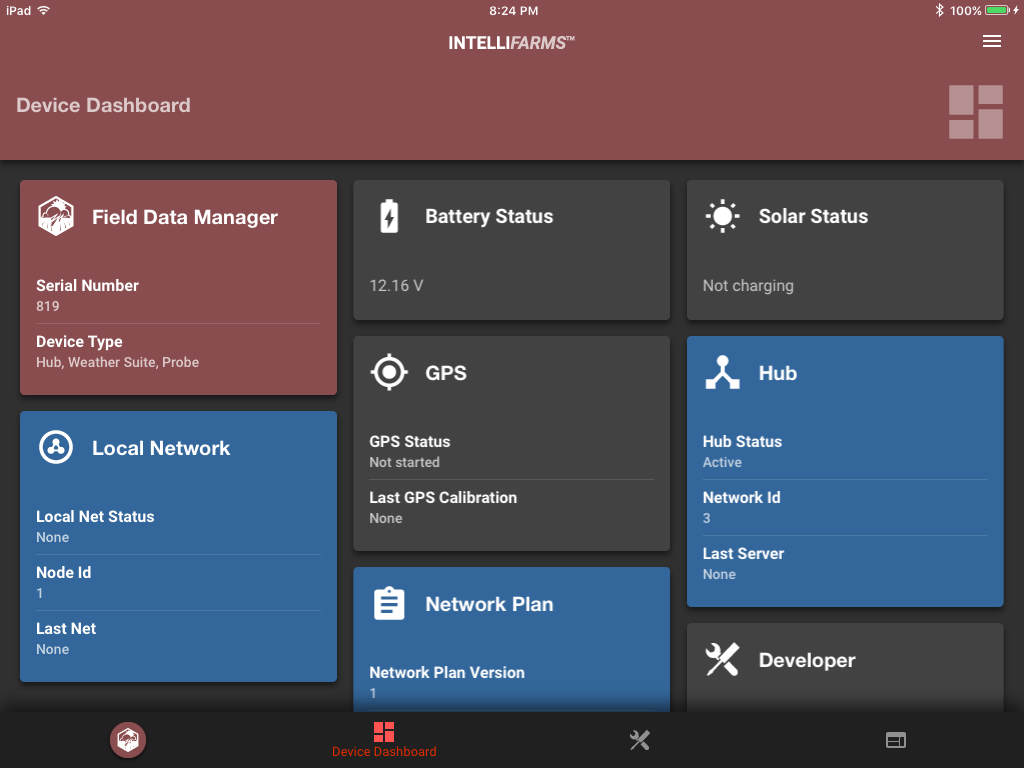 iPad 8:24 PM 100%
INTELLIFARMS™
Device Dashboard
Field Data Manager
Serial Number
819
Device Type
Hub, Weather Suite, Probe
Local Network
Local Net Status
None
Node Id
1
Last Net
None
Battery Status
12.16 V
GPS
GPS Status
Not started
Last GPS Calibration
None
Network Plan
Network Plan Version
1
Solar Status
Not charging
Hub
Hub Status
Active
Network Id
3
Last Server
None
Developer
Device Dashboard